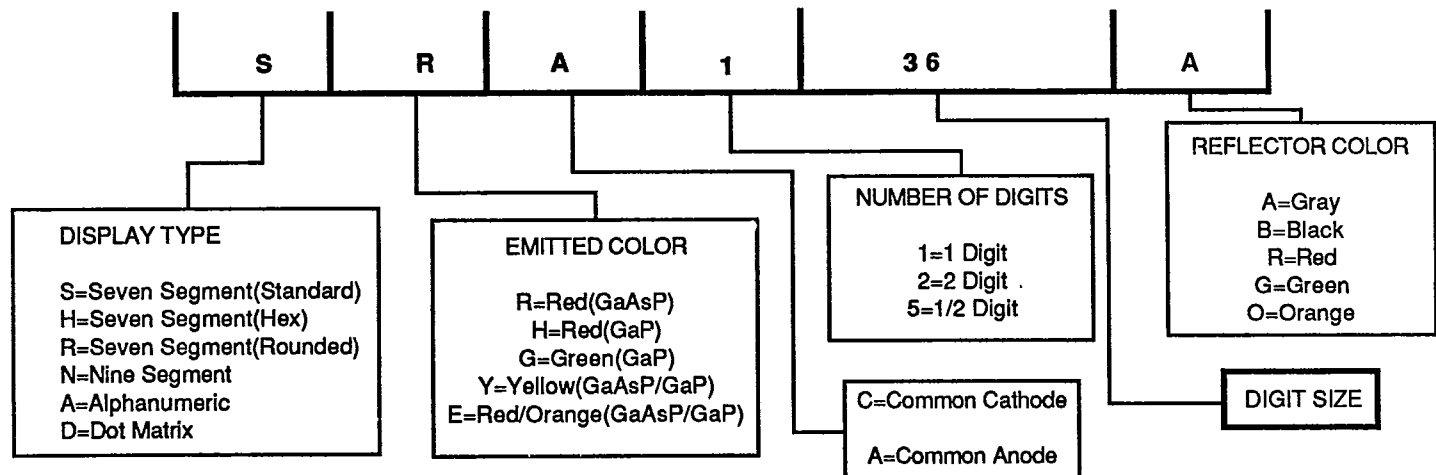 S R A 1 36 A
DISPLAY TYPE
S=Seven Segment(Standard)
H=Seven Segment(Hex)
R=Seven Segment(Rounded)
N=Nine Segment
A=Alphanumeric
D=Dot Matrix
EMITTED COLOR
R=Red(GaAsP)
H=Red(GaP)
G=Green(GaP)
Y=Yellow(GaAsP/GaP)
E=Red/Orange(GaAsP/GaP)
C=Common Cathode
A=Common Anode
NUMBER OF DIGITS
1=1 Digit
2=2 Digit
5=1/2 Digit
DIGIT SIZE
REFLECTOR COLOR
A=Gray
B=Black
R=Red
G=Green
O=Orange